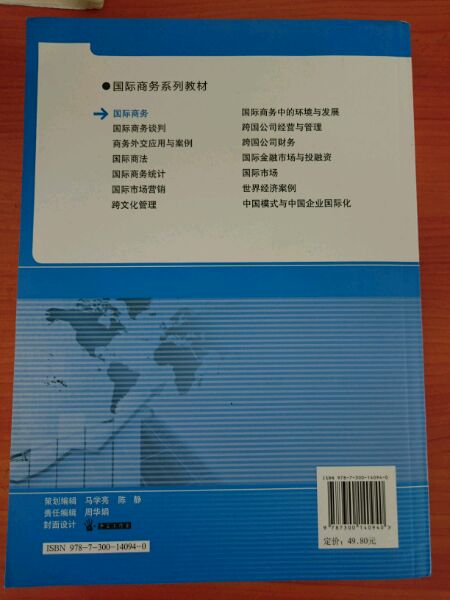 ●国际商务系列教材
国际商务
国际商务谈判
商务外交应用与案例
国际商法
国际商务统计
国际市场营销
跨文化管理
国际商务中的环境与发展
跨国公司经营与管理
跨国公司财务
国际金融市场与投融资
国际市场
世界经济案例
中国模式与中国企业国际化
策划编辑 马学亮 陈 静
责任编辑 周华娟
封面设计
ISBN 978-7-300-14094-0
ISBN 978-7-300-14094-0
9 787300 140940 >
定价：49.80元